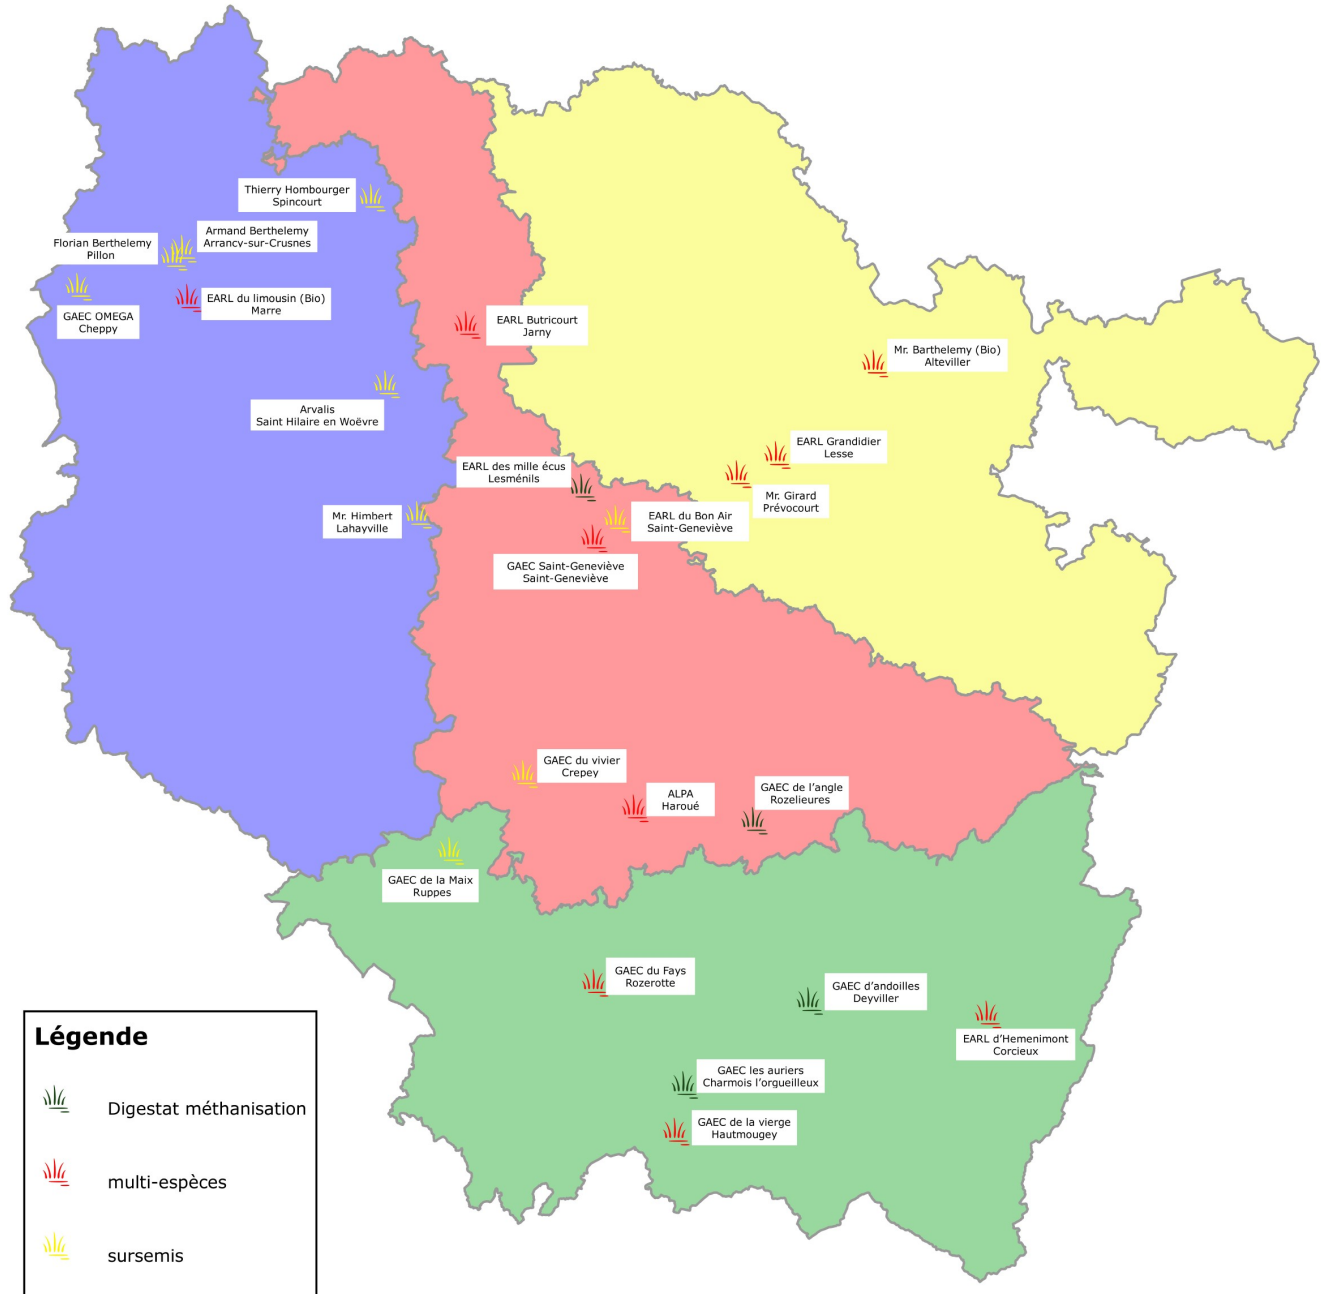 Thierry Hombourger
Spincourt
Armand Berthelemy
Arrancy-sur-Crusnes
Florian Berthelemy
Pillon
EARL du limousin (Bio)
Marre
GAEC OMEGA
Cheppy
EARL Butricourt
Jarny
Mr. Barthelemy (Bio)
Alteviller
Arvalis
Saint Hilaire en Woëvre
EARL Grandidier
Lesse
EARL des mille écus
Lesménils
Mr. Girard
Prévocourt
Mr. Himbert
Lahayville
EARL du Bon Air
Saint-Geneviève
GAEC Saint-Geneviève
Saint-Geneviève
GAEC du vivier
Crepey
ALPA
Haroué
GAEC de l'angle
Rozelieures
GAEC de la Maix
Ruppes
GAEC du Fays
Rozerotte
GAEC d'andoilles
Deyviller
EARL d'Hemenimont
Corcieux
GAEC les auriers
Charmois l'orgueilleux
GAEC de la vierge
Hautmougey
Légende
Digestat méthanisation
multi-espèces
sursemis